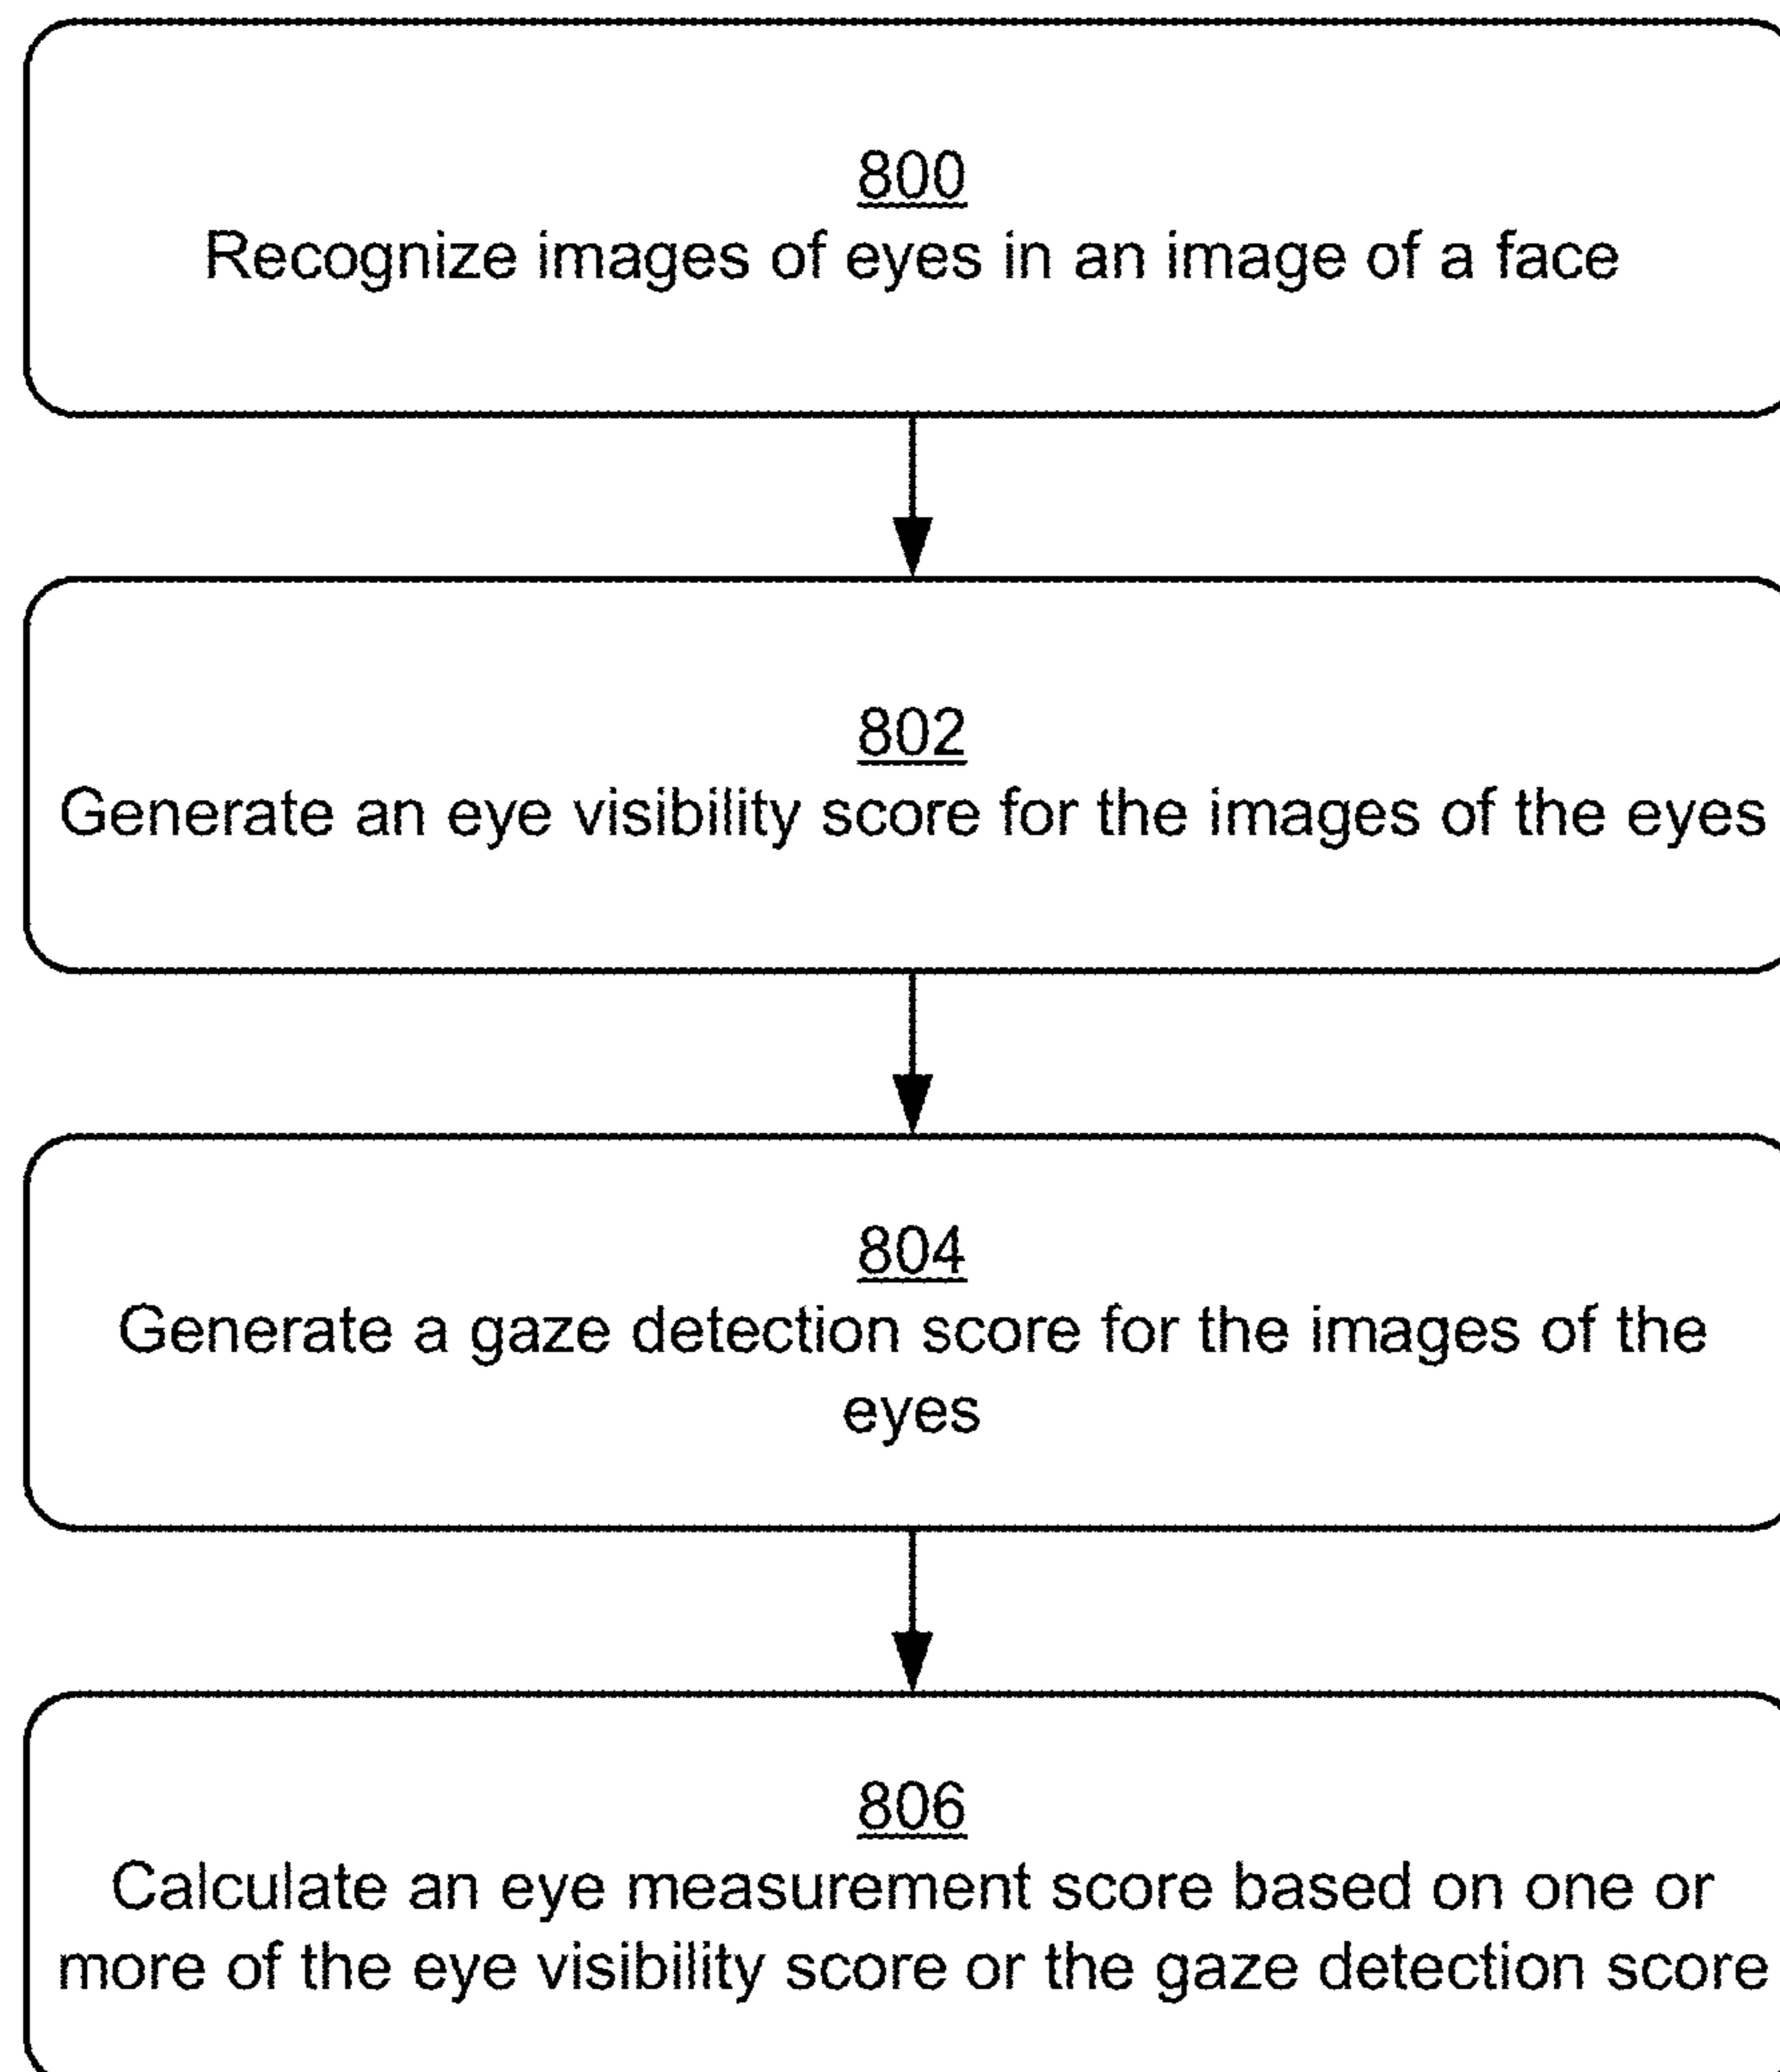 800
Recognize images of eyes in an image of a face
802
Generate an eye visibility score for the images of the eyes
804
Generate a gaze detection score for the images of the
eyes
806
Calculate an eye measurement score based on one or
more of the eye visibility score or the gaze detection score